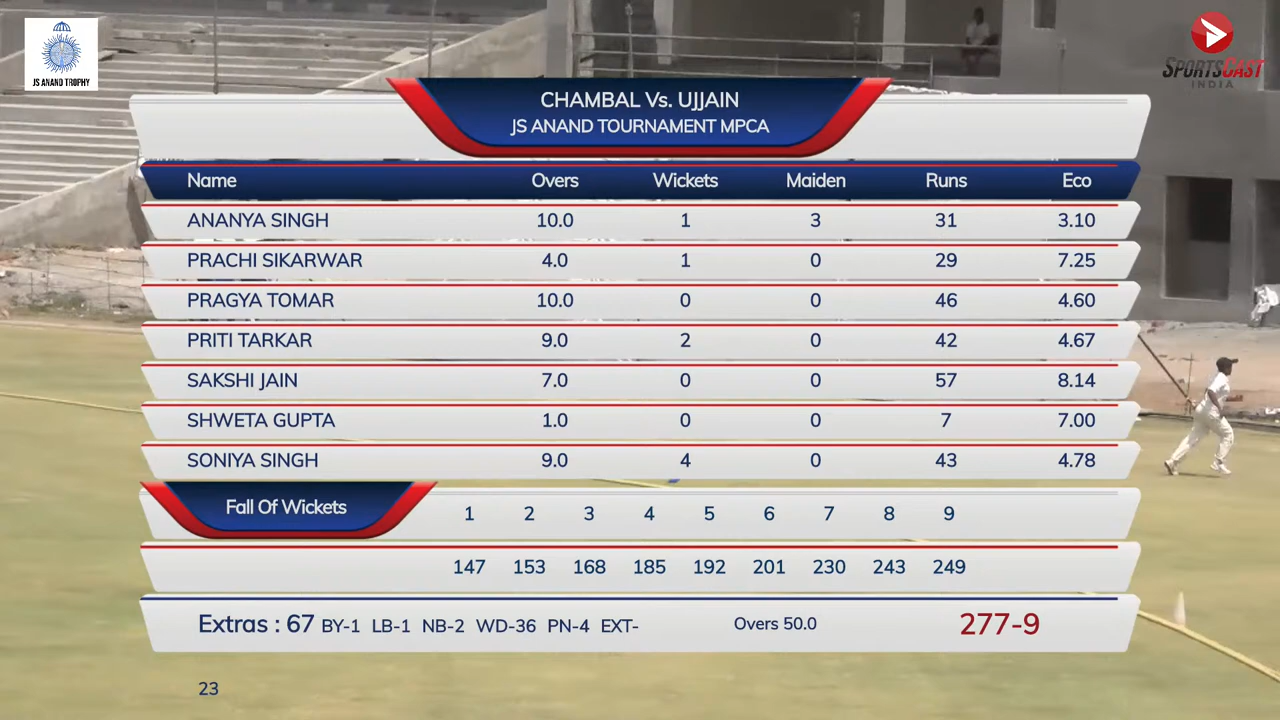 JS ANAND TROPHY
SPORTSCAST
INDIA
CHAMBAL Vs. UJJAIN
JS ANAND TOURNAMENT MPCA
Name Overs Wickets Maiden Runs Eco
ANANYA SINGH 10.0 1 3 31 3.10
PRACHI SIKARWAR 4.0 1 0 29 7.25
PRAGYA TOMAR 10.0 0 0 46 4.60
PRITI TARKAR 9.0 2 0 42 4.67
SAKSHI JAIN 7.0 0 0 57 8.14
SHWETA GUPTA 1.0 0 0 7 7.00
SONIYA SINGH 9.0 4 0 43 4.78
Fall Of Wickets 1 2 3 4 5 6 7 8 9
147 153 168 185 192 201 230 243 249
Extras : 67 BY-1 LB-1 NB-2 WD-36 PN-4 EXT- Overs 50.0 277-9
23